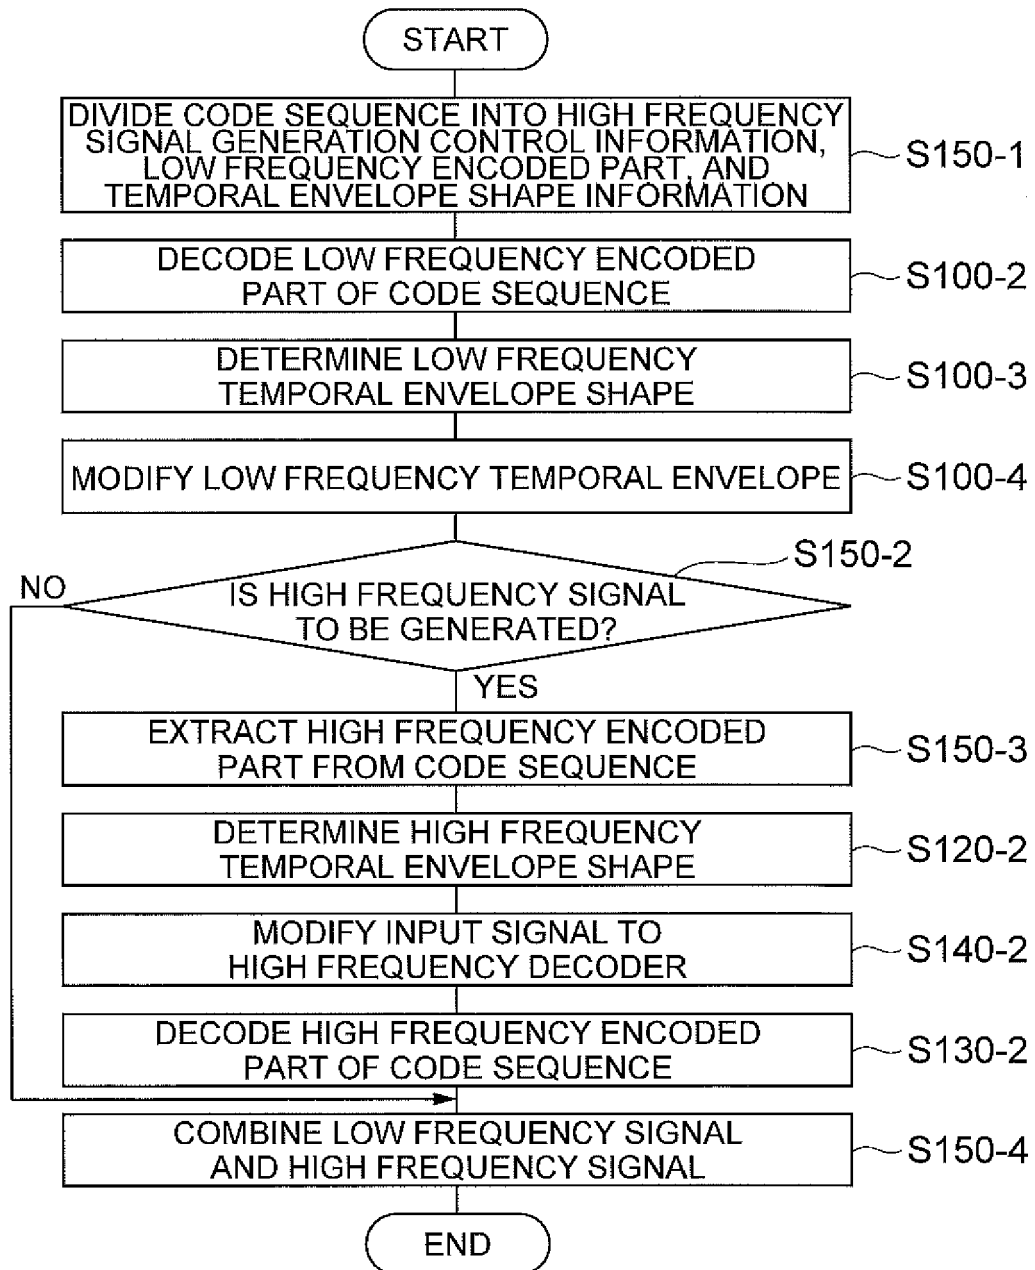 START
DIVIDE CODE SEQUENCE INTO HIGH FREQUENCY
SIGNAL GENERATION CONTROL INFORMATION,
LOW FREQUENCY ENCODED PART, AND
TEMPORAL ENVELOPE SHAPE INFORMATION
S150-1
DECODE LOW FREQUENCY ENCODED
PART OF CODE SEQUENCE
S100-2
DETERMINE LOW FREQUENCY
TEMPORAL ENVELOPE SHAPE
S100-3
MODIFY LOW FREQUENCY TEMPORAL ENVELOPE
S100-4
S150-2
NO
IS HIGH FREQUENCY SIGNAL
TO BE GENERATED?
YES
EXTRACT HIGH FREQUENCY ENCODED
PART FROM CODE SEQUENCE
S150-3
DETERMINE HIGH FREQUENCY
TEMPORAL ENVELOPE SHAPE
S120-2
MODIFY INPUT SIGNAL TO
HIGH FREQUENCY DECODER
S140-2
DECODE HIGH FREQUENCY ENCODED
PART OF CODE SEQUENCE
S130-2
COMBINE LOW FREQUENCY SIGNAL
AND HIGH FREQUENCY SIGNAL
S150-4
END